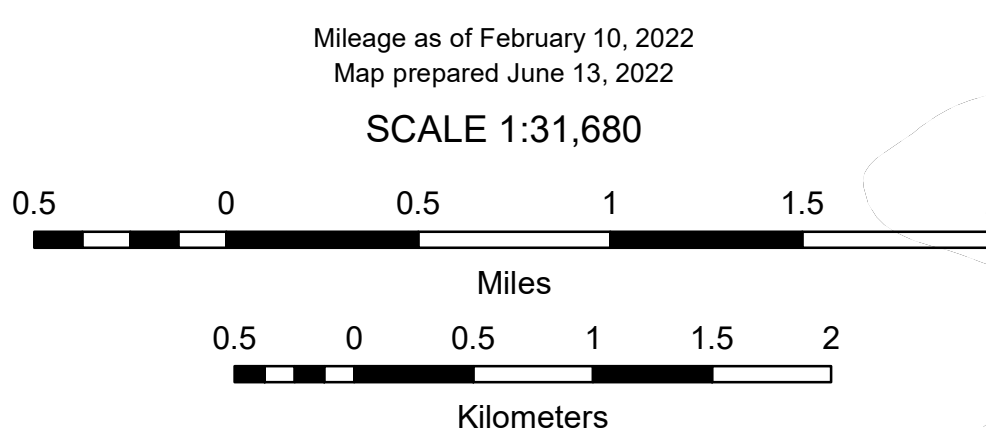 Mileage as of February 10, 2022
Map prepared June 13, 2022
SCALE 1:31,680
0.5 0 0.5 1 1.5
Miles
0.5 0 0.5 1 1.5 2
Kilometers